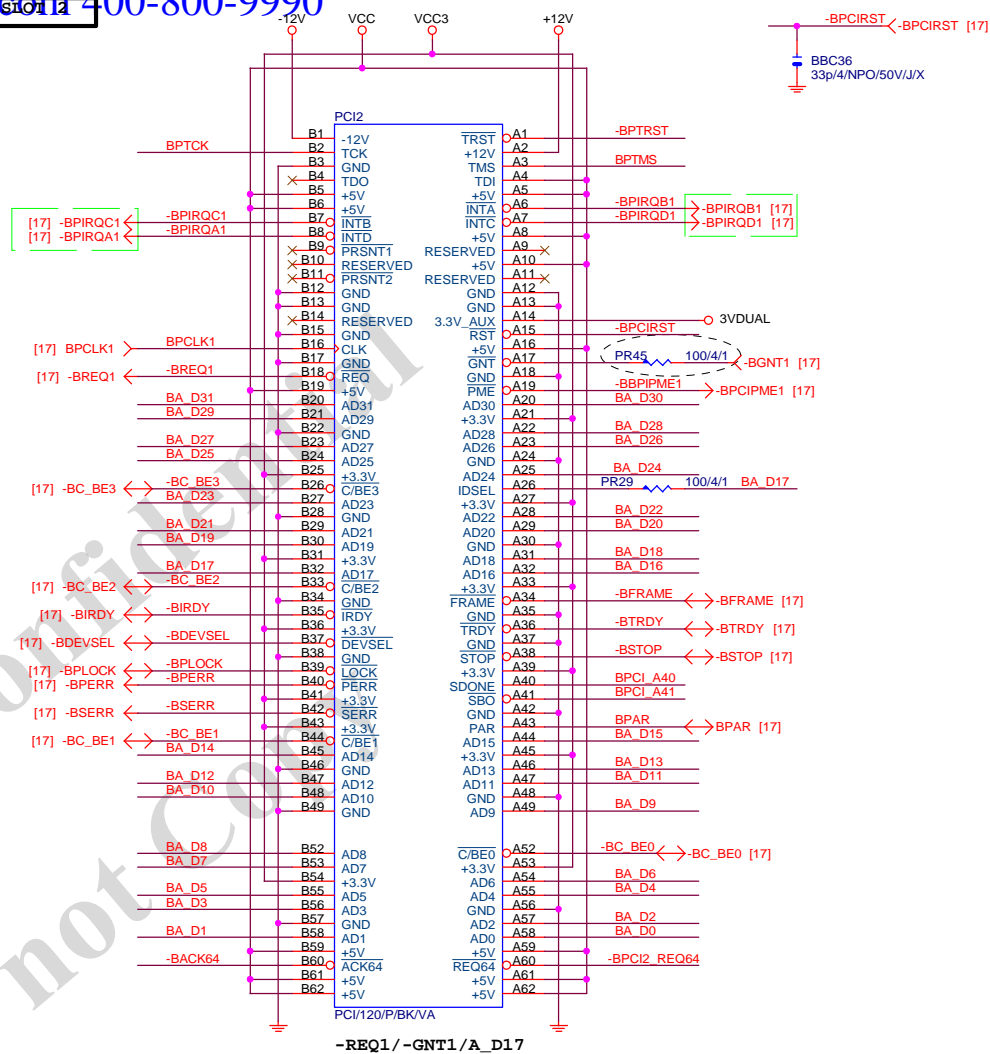 com 400-800-9990
SLOT 2
-12V VCC VCC3 +12V
-BPCIRST -BPCIRST [17]
BBC36
33p/4/NPO/50V/J/X
PCI2
B1 -12V TRST A1 -BPTRST
BPTCK B2 TCK +12V A2
B3 GND TMS A3 BPTMS
B4 TDO TDI A4
B5 +5V +5V A5
B6 +5V INTA A6 -BPIRQB1 -BPIRQB1 [17]
[17] -BPIRQC1 -BPIRQC1 B7 INTB INTC A7 -BPIRQD1 -BPIRQD1 [17]
[17] -BPIRQA1 -BPIRQA1 B8 INTD +5V A8
B9 PRSNT1 RESERVED A9
B10 RESERVED +5V A10
B11 PRSNT2 RESERVED A11
B12 GND GND A12
B13 GND GND A13
B14 RESERVED 3.3V_AUX A14 3VDUAL
B15 GND RST A15 -BPCIRST
[17] BPCLK1 BPCLK1 B16 CLK +5V A16
B17 GND GNT A17 PR45 100/4/1 -BGNT1 [17]
[17] -BREQ1 -BREQ1 B18 REQ GND A18
B19 +5V PME A19 -BBPIPME1 -BPCIPME1 [17]
BA_D31 B20 AD31 AD30 A20 BA_D30
BA_D29 B21 AD29 +3.3V A21
B22 GND AD28 A22 BA_D28
BA_D27 B23 AD27 AD26 A23 BA_D26
BA_D25 B24 AD25 GND A24
B25 +3.3V AD24 A25 BA_D24
[17] -BC_BE3 -BC_BE3 B26 C/BE3 IDSEL A26 PR29 100/4/1 BA_D17
BA_D23 B27 AD23 +3.3V A27
B28 GND AD22 A28 BA_D22
BA_D21 B29 AD21 AD20 A29 BA_D20
BA_D19 B30 AD19 GND A30
B31 +3.3V AD18 A31 BA_D18
BA_D17 B32 AD17 AD16 A32 BA_D16
[17] -BC_BE2 -BC_BE2 B33 C/BE2 +3.3V A33
B34 GND FRAME A34 -BFRAME -BFRAME [17]
[17] -BIRDY -BIRDY B35 IRDY GND A35
B36 +3.3V TRDY A36 -BTRDY -BTRDY [17]
[17] -BDEVSEL -BDEVSEL B37 DEVSEL GND A37
B38 GND STOP A38 -BSTOP -BSTOP [17]
[17] -BPLOCK -BPLOCK B39 LOCK +3.3V A39
[17] -BPERR -BPERR B40 PERR SDONE A40 BPCI_A40
B41 +3.3V SBO A41 BPCI_A41
[17] -BSERR -BSERR B42 SERR GND A42
B43 +3.3V PAR A43 BPAR BPAR [17]
[17] -BC_BE1 -BC_BE1 B44 C/BE1 AD15 A44 BA_D15
BA_D14 B45 AD14 +3.3V A45
B46 GND AD13 A46 BA_D13
BA_D12 B47 AD12 AD11 A47 BA_D11
BA_D10 B48 AD10 GND A48
B49 GND AD9 A49 BA_D9
BA_D8 B52 AD8 C/BE0 A52 -BC_BE0 -BC_BE0 [17]
BA_D7 B53 AD7 +3.3V A53
B54 +3.3V AD6 A54 BA_D6
BA_D5 B55 AD5 AD4 A55 BA_D4
BA_D3 B56 AD3 GND A56
B57 GND AD2 A57 BA_D2
BA_D1 B58 AD1 AD0 A58 BA_D0
B59 +5V +5V A59
-BACK64 B60 ACK64 REQ64 A60 -BPCI2_REQ64
B61 +5V +5V A61
B62 +5V +5V A62
PCI/120/P/BK/VA
-REQ1/-GNT1/A_D17
onfidential
not Copy